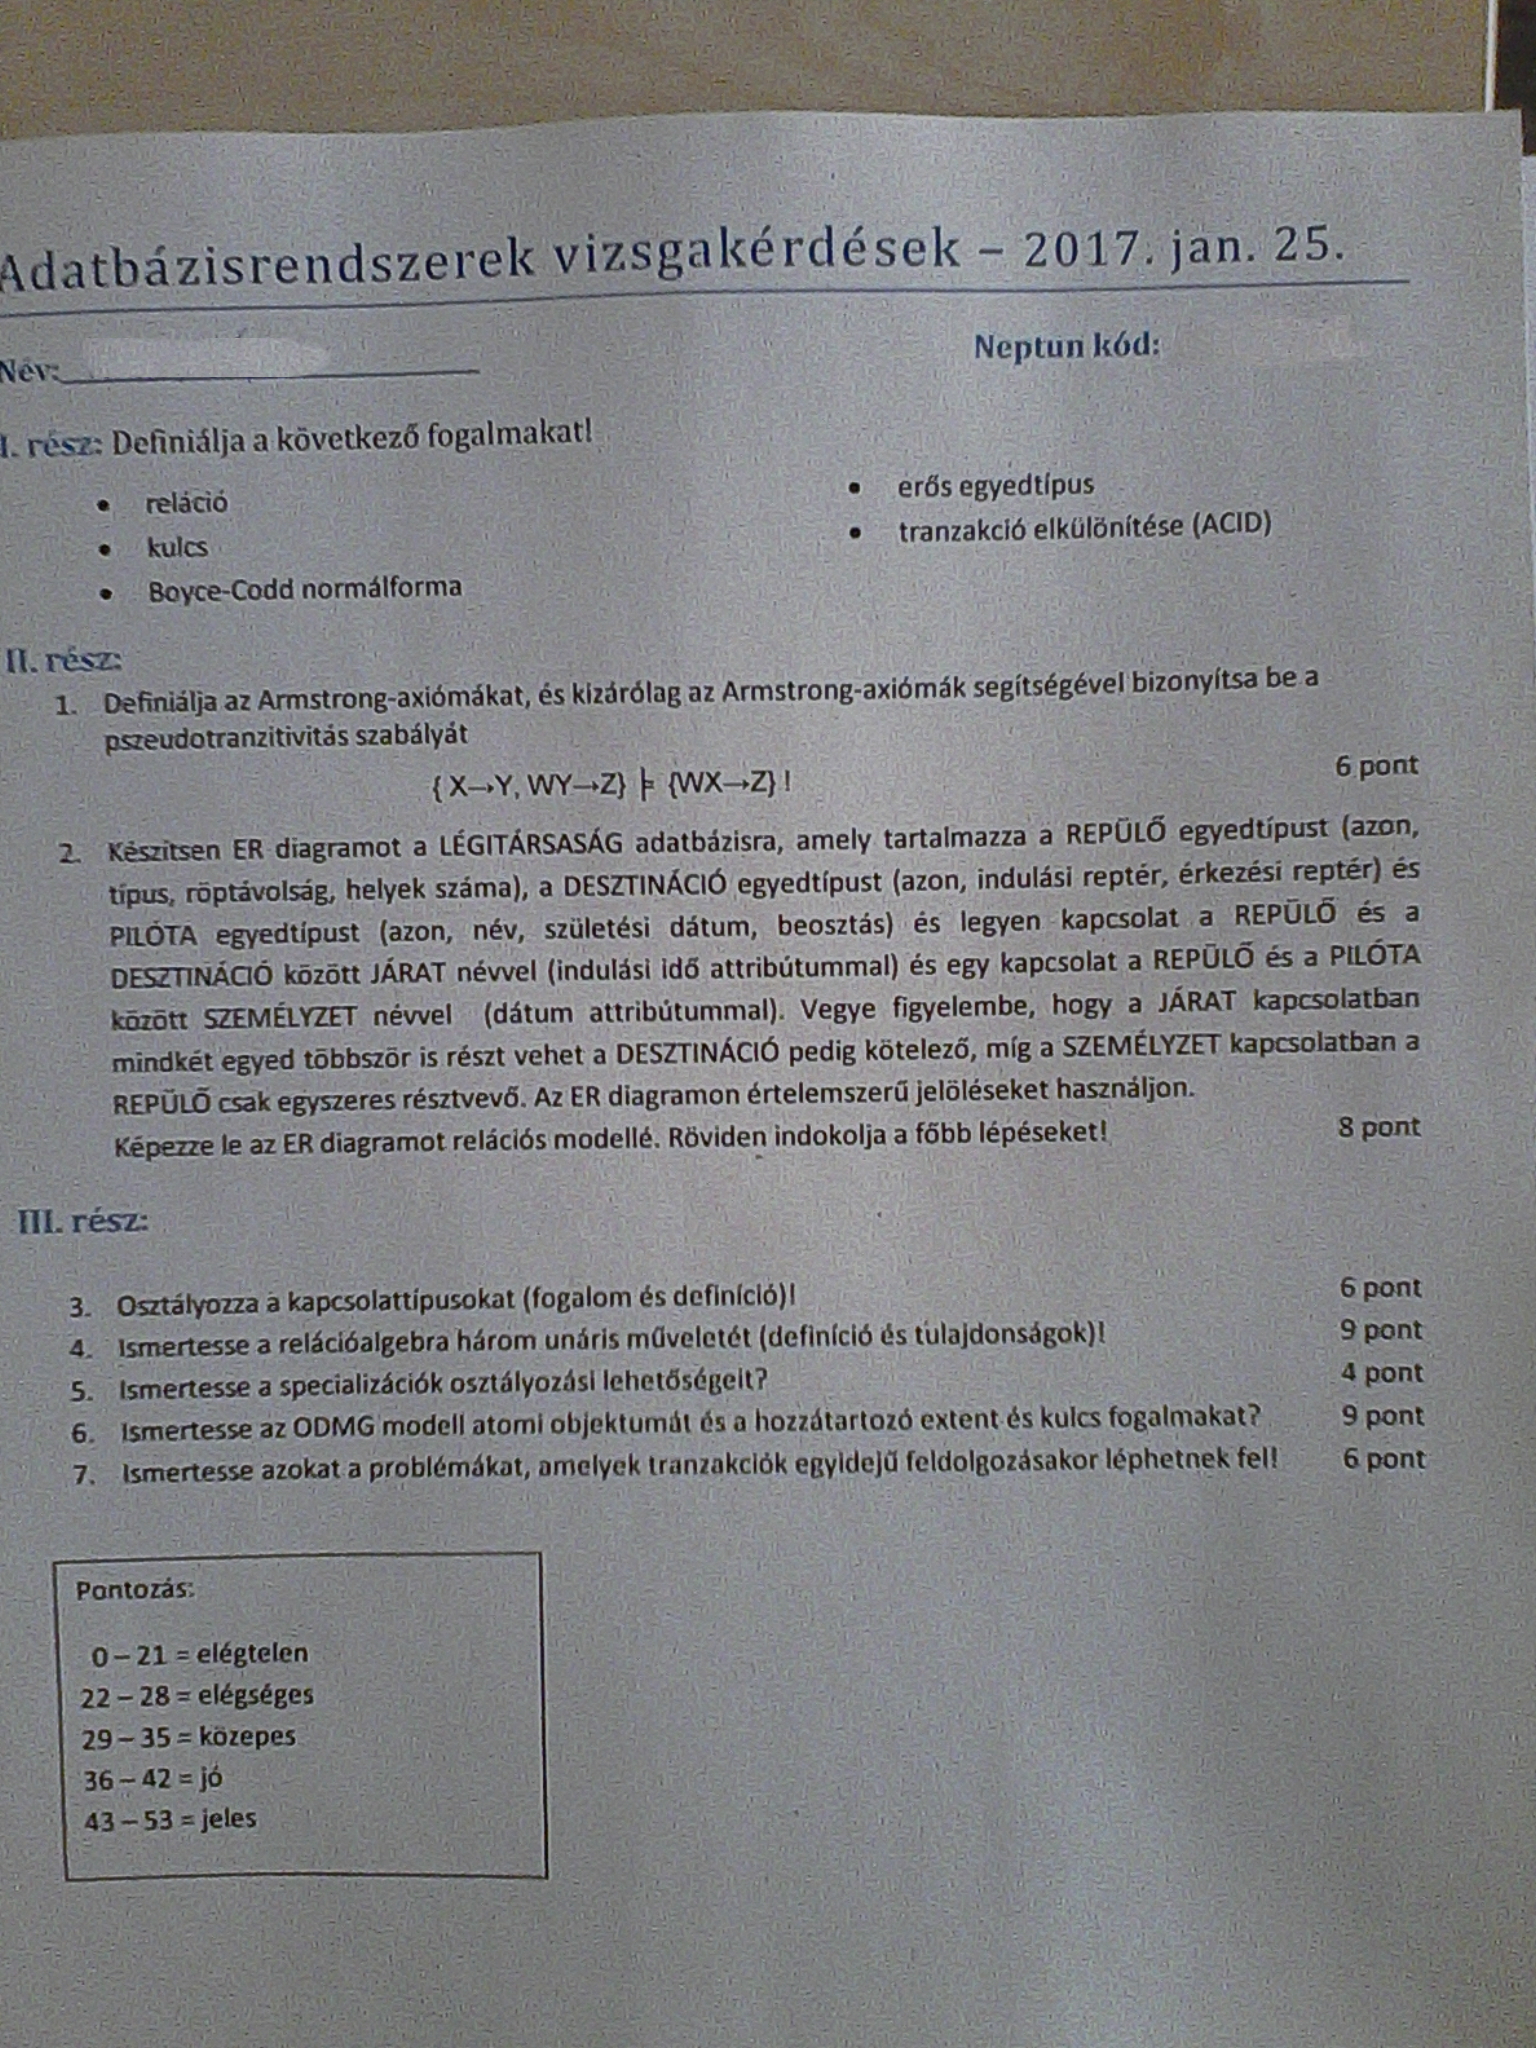 Adatbázisrendszerek vizsgakérdések – 2017. jan. 25.
Név:
Neptun kód:
I. rész: Definiálja a következő fogalmakat!
• reláció
• kulcs
• Boyce-Codd normálforma
• erős egyedtípus
• tranzakció elkülönítése (ACID)
II. rész:
1. Definiálja az Armstrong-axiómákat, és kizárólag az Armstrong-axiómák segítségével bizonyítsa be a
pszeudotranzitivitás szabályát
{ X→Y, WY→Z} ⊧ {WX→Z} !
6 pont
2. Készítsen ER diagramot a LÉGITÁRSASÁG adatbázisra, amely tartalmazza a REPÜLŐ egyedtípust (azon,
típus, röptávolság, helyek száma), a DESZTINÁCIÓ egyedtípust (azon, indulási reptér, érkezési reptér) és
PILÓTA egyedtípust (azon, név, születési dátum, beosztás) és legyen kapcsolat a REPÜLŐ és a
DESZTINÁCIÓ között JÁRAT névvel (indulási idő attribútummal) és egy kapcsolat a REPÜLŐ és a PILÓTA
között SZEMÉLYZET névvel (dátum attribútummal). Vegye figyelembe, hogy a JÁRAT kapcsolatban
mindkét egyed többször is részt vehet a DESZTINÁCIÓ pedig kötelező, míg a SZEMÉLYZET kapcsolatban a
REPÜLŐ csak egyszeres résztvevő. Az ER diagramon értelemszerű jelöléseket használjon.
Képezze le az ER diagramot relációs modellé. Röviden indokolja a főbb lépéseket!
8 pont
III. rész:
3. Osztályozza a kapcsolattípusokat (fogalom és definíció)! 6 pont
4. Ismertesse a relációalgebra három unáris műveletét (definíció és tulajdonságok)! 9 pont
5. Ismertesse a specializációk osztályozási lehetőségeit? 4 pont
6. Ismertesse az ODMG modell atomi objektumát és a hozzátartozó extent és kulcs fogalmakat? 9 pont
7. Ismertesse azokat a problémákat, amelyek tranzakciók egyidejű feldolgozásakor léphetnek fel! 6 pont
Pontozás:
0 – 21 = elégtelen
22 – 28 = elégséges
29 – 35 = közepes
36 – 42 = jó
43 – 53 = jeles